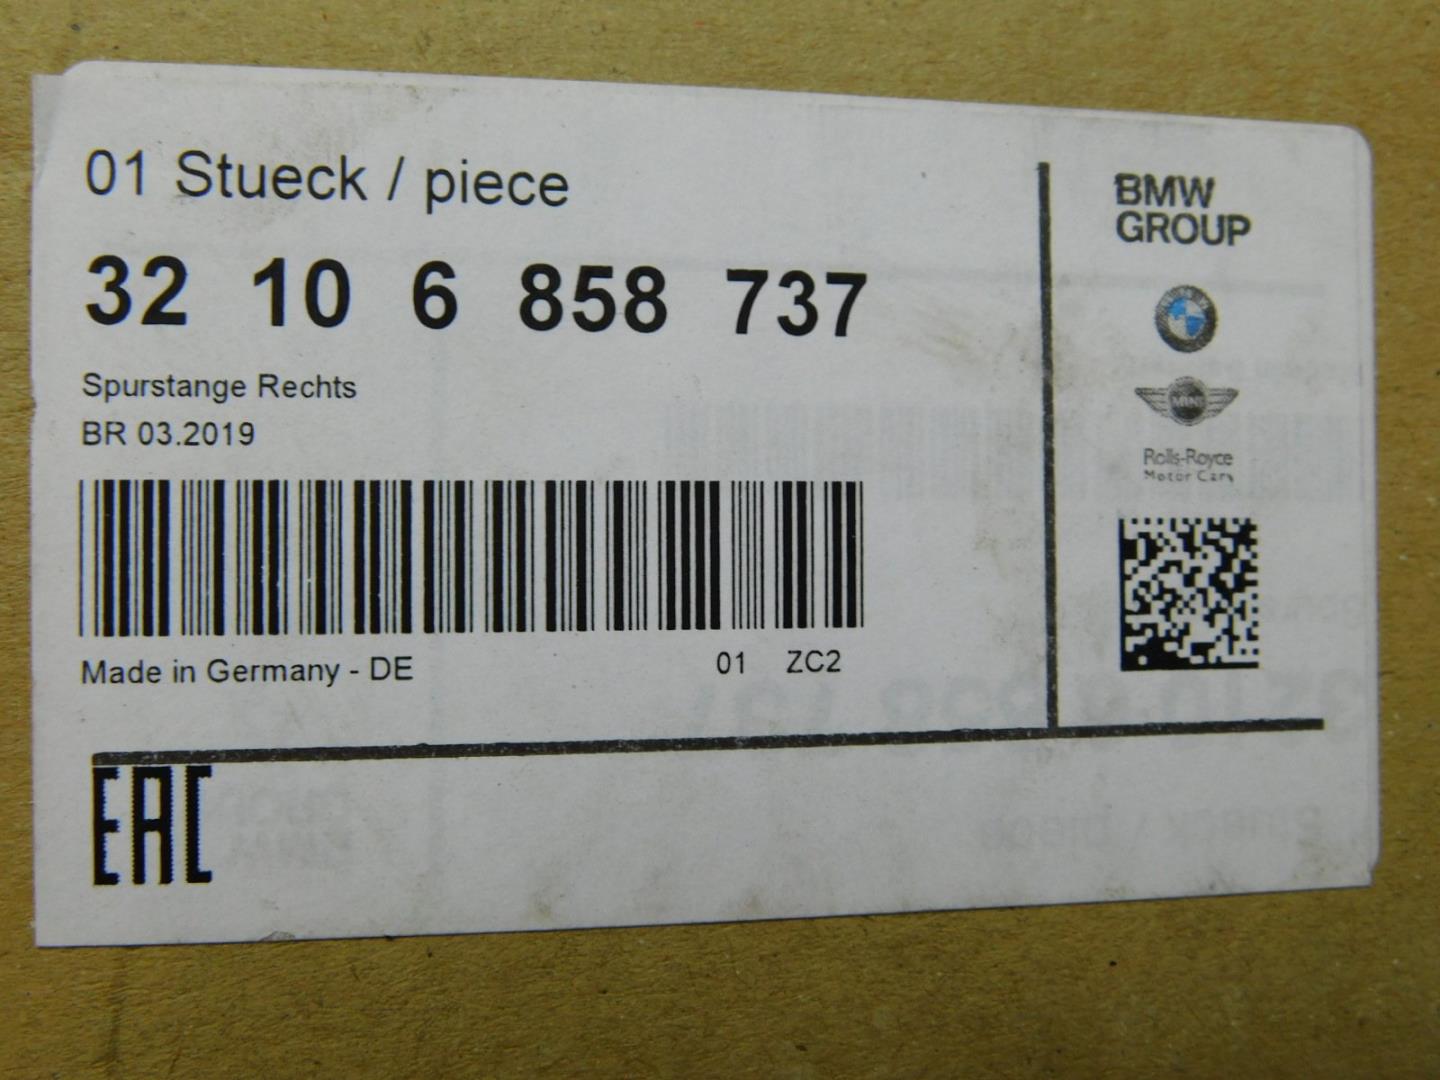 01 Stueck / piece
32 10 6 858 737
Spurstange Rechts
BR 03.2019
Made in Germany - DE 01 ZC2
EAC
BMW
GROUP
MINI
Rolls-Royce
Motor Cars